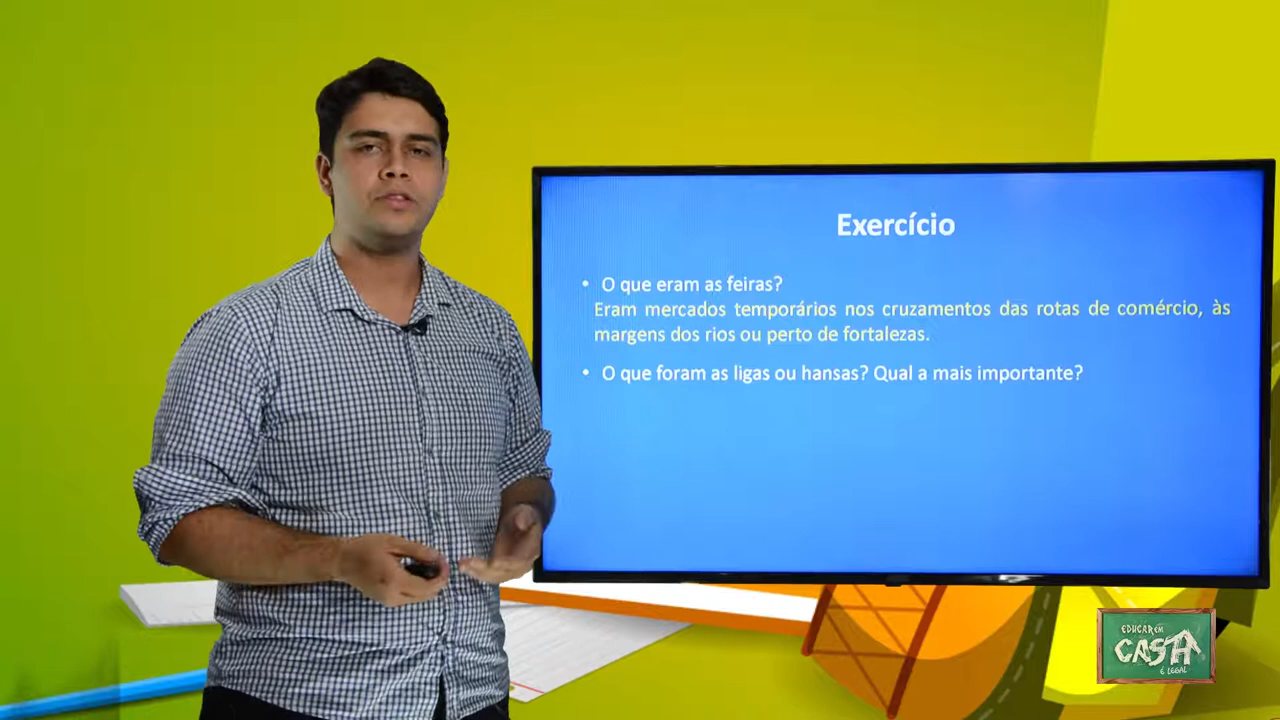 Exercício
• O que eram as feiras?
Eram mercados temporários nos cruzamentos das rotas de comércio, às
margens dos rios ou perto de fortalezas.
• O que foram as ligas ou hansas? Qual a mais importante?
EDUCAR EM
CASA
É LEGAL